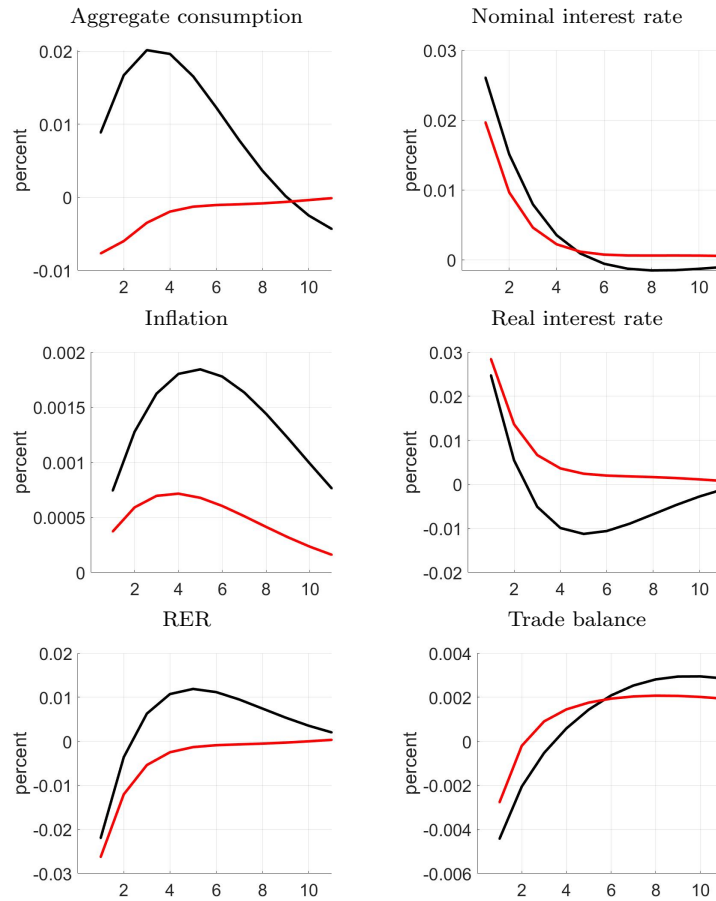 Aggregate consumption
percent
0.02
0.01
0
-0.01
2 4 6 8 10
Nominal interest rate
percent
0.03
0.02
0.01
0
2 4 6 8 10
Inflation
percent
0.002
0.0015
0.001
0.0005
0
2 4 6 8 10
Real interest rate
percent
0.03
0.02
0.01
0
-0.01
-0.02
2 4 6 8 10
RER
percent
0.02
0.01
0
-0.01
-0.02
-0.03
2 4 6 8 10
Trade balance
percent
0.004
0.002
0
-0.002
-0.004
-0.006
2 4 6 8 10